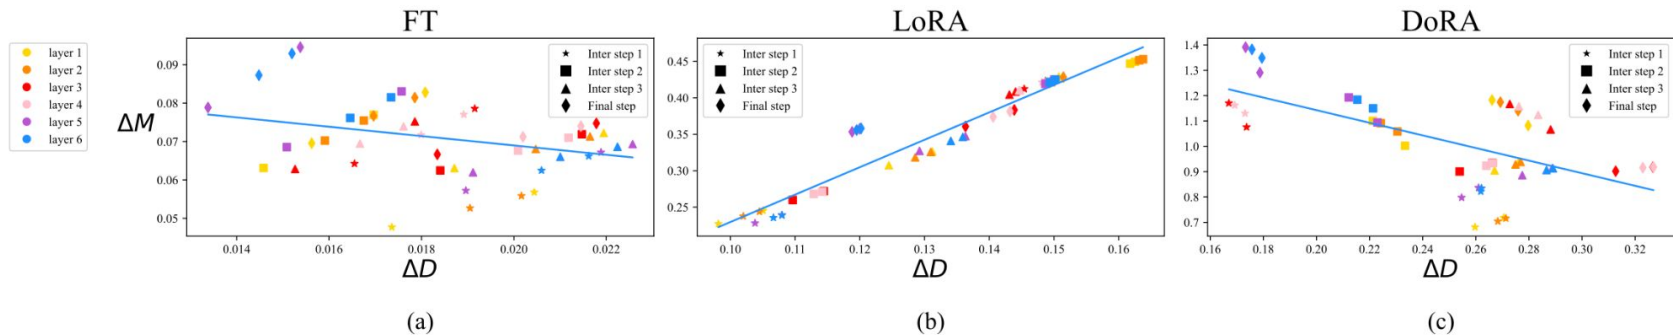 FT
LoRA
DoRA
layer 1
layer 2
layer 3
layer 4
layer 5
layer 6
ΔM
0.09
0.08
0.07
0.06
0.05
Inter step 1
Inter step 2
Inter step 3
Final step
0.014
0.016
0.018
0.020
0.022
ΔD
(a)
0.45
0.40
0.35
0.30
0.25
Inter step 1
Inter step 2
Inter step 3
Final step
0.10
0.11
0.12
0.13
0.14
0.15
0.16
ΔD
(b)
1.4
1.3
1.2
1.1
1.0
0.9
0.8
0.7
Inter step 1
Inter step 2
Inter step 3
Final step
0.16
0.18
0.20
0.22
0.24
0.26
0.28
0.30
0.32
ΔD
(c)